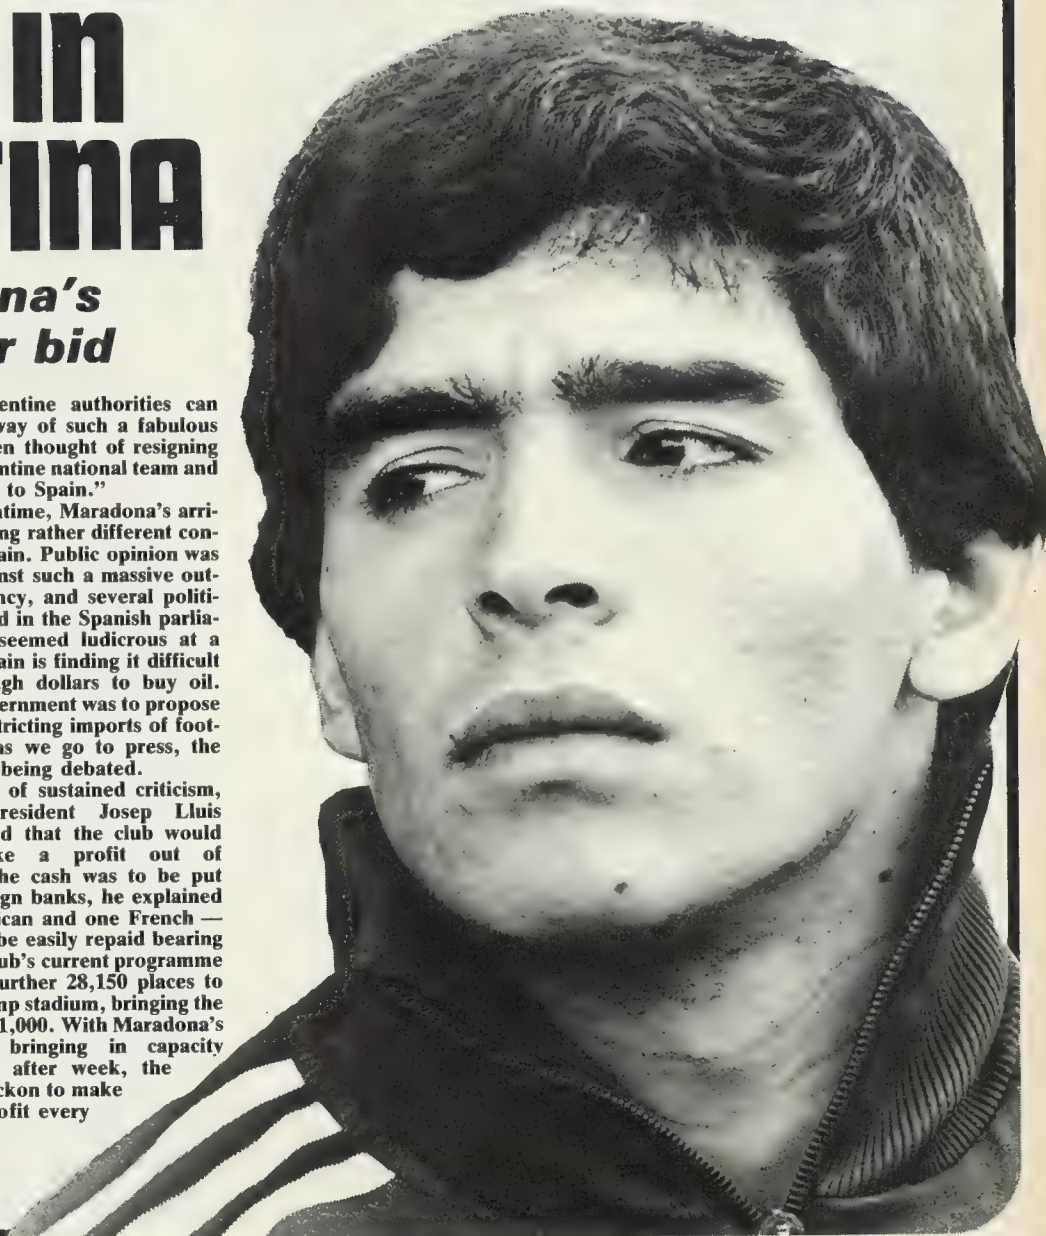 IN
TINA
na's
r bid
entine authorities can
way of such a fabulous
en thought of resigning
entine national team and
to Spain."
ntime, Maradona's arri-
ng rather different con-
ain. Public opinion was
nst such a massive out-
ncy, and several politi-
d in the Spanish parlia-
seemed ludicrous at a
ain is finding it difficult
gh dollars to buy oil.
ernment was to propose
tricting imports of foot-
as we go to press, the
being debated.
of sustained criticism,
resident Josep Lluis
d that the club would
ke a profit out of
he cash was to be put
ign banks, he explained
ican and one French —
be easily repaid bearing
ub's current programme
urther 28,150 places to
mp stadium, bringing the
1,000. With Maradona's
bringing in capacity
after week, the
ckon to make
ofit every